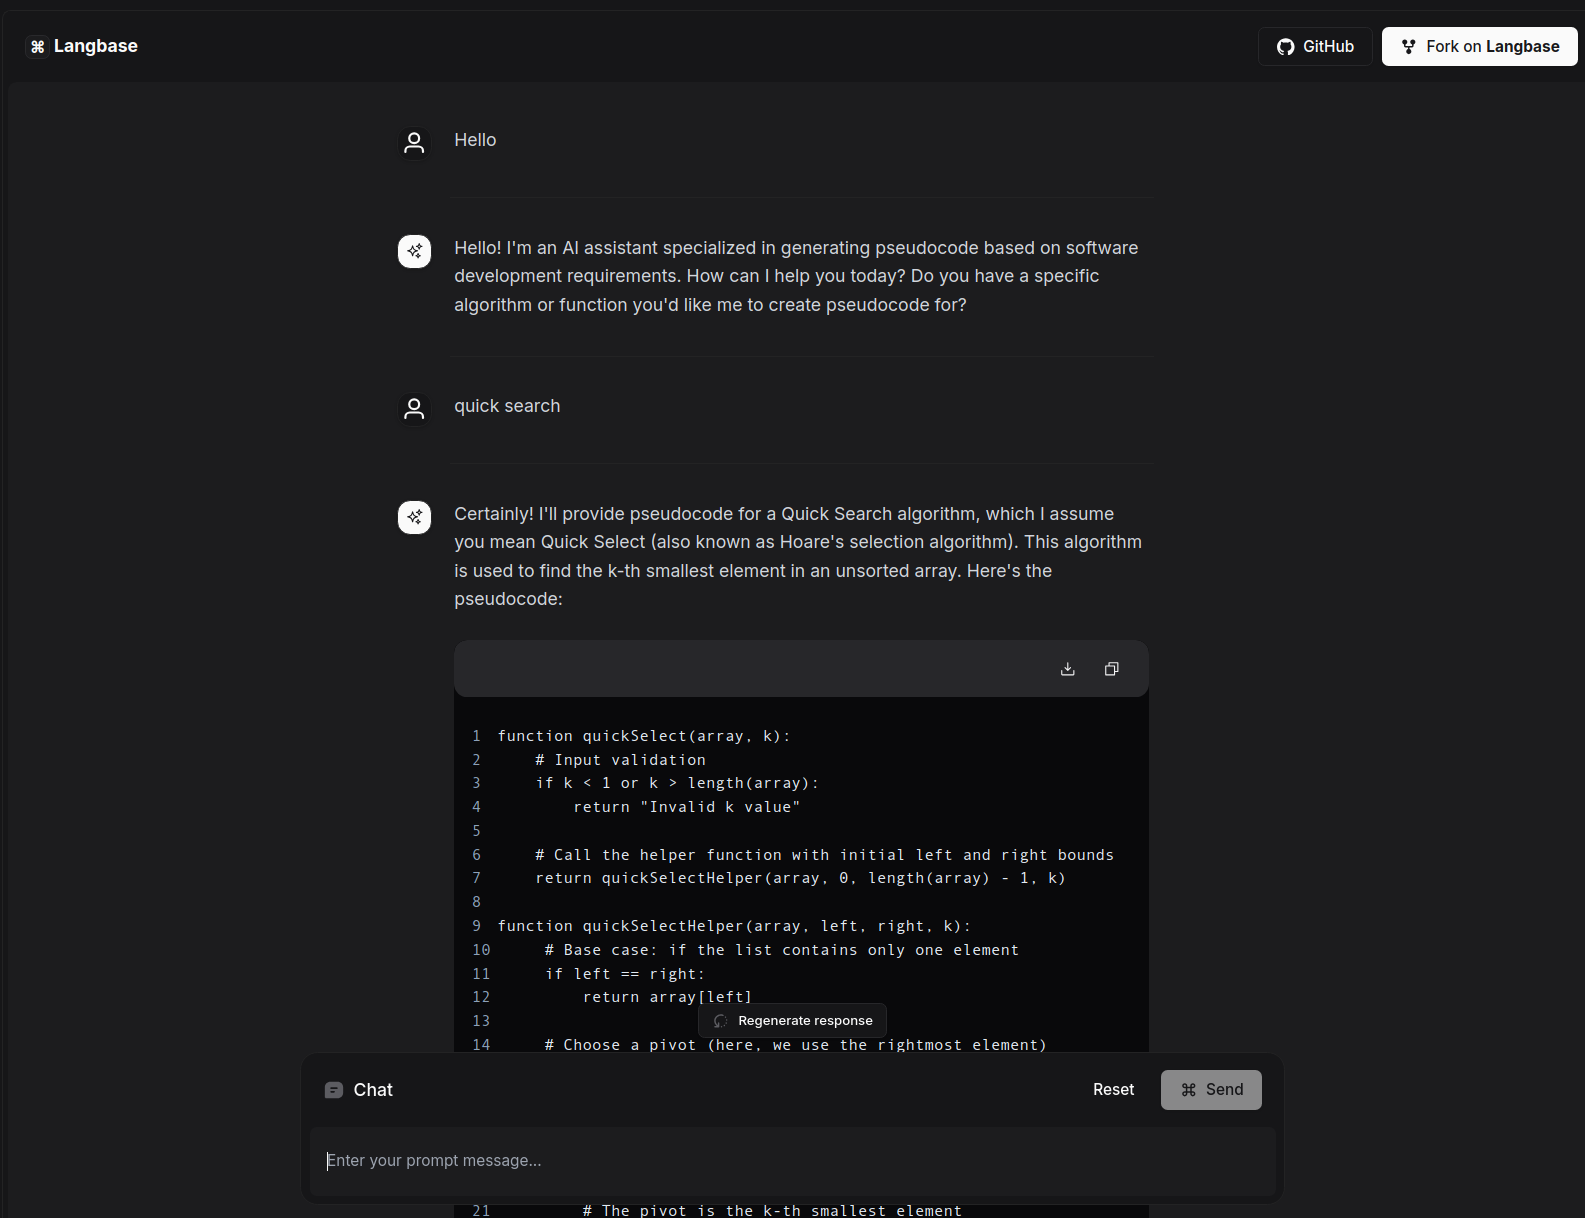 ⌘ Langbase
GitHub
Fork on Langbase
Hello
Hello! I'm an AI assistant specialized in generating pseudocode based on software
development requirements. How can I help you today? Do you have a specific
algorithm or function you'd like me to create pseudocode for?
quick search
Certainly! I'll provide pseudocode for a Quick Search algorithm, which I assume
you mean Quick Select (also known as Hoare's selection algorithm). This algorithm
is used to find the k-th smallest element in an unsorted array. Here's the
pseudocode:
1 function quickSelect(array, k):
2     # Input validation
3     if k < 1 or k > length(array):
4         return "Invalid k value"
5
6     # Call the helper function with initial left and right bounds
7     return quickSelectHelper(array, 0, length(array) - 1, k)
8
9 function quickSelectHelper(array, left, right, k):
10     # Base case: if the list contains only one element
11     if left == right:
12         return array[left]
13
Regenerate response
14     # Choose a pivot (here, we use the rightmost element)
Chat
Reset
⌘ Send
Enter your prompt message...
21         # The pivot is the k-th smallest element